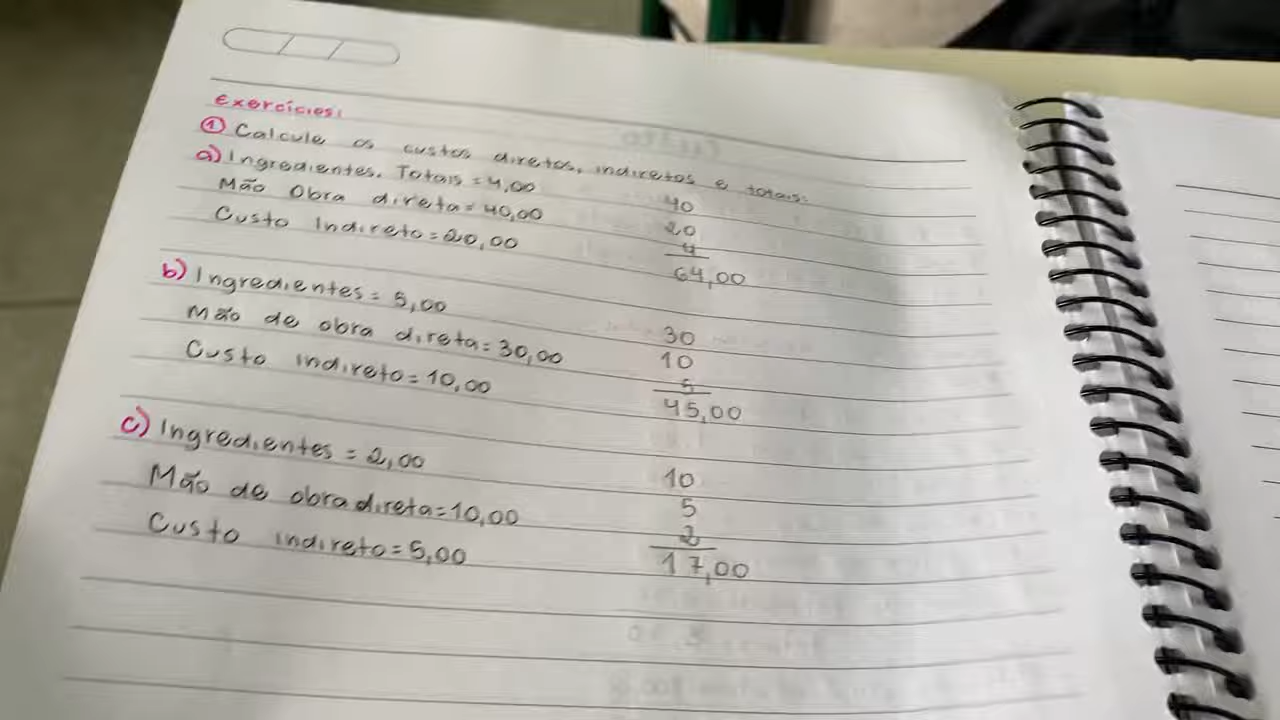 Exercícios:
① Calcule os custos diretos, indiretos e totais:
a) Ingredientes. Totais = 4,00
Mão Obra direta = 40,00
Custo Indireto = 20,00
40
20
4
64,00
b) Ingredientes = 5,00
Mão de obra direta = 30,00
Custo indireto = 10,00
30
10
5
45,00
c) Ingredientes = 2,00
Mão de obra direta = 10,00
Custo indireto = 5,00
10
5
2
17,00